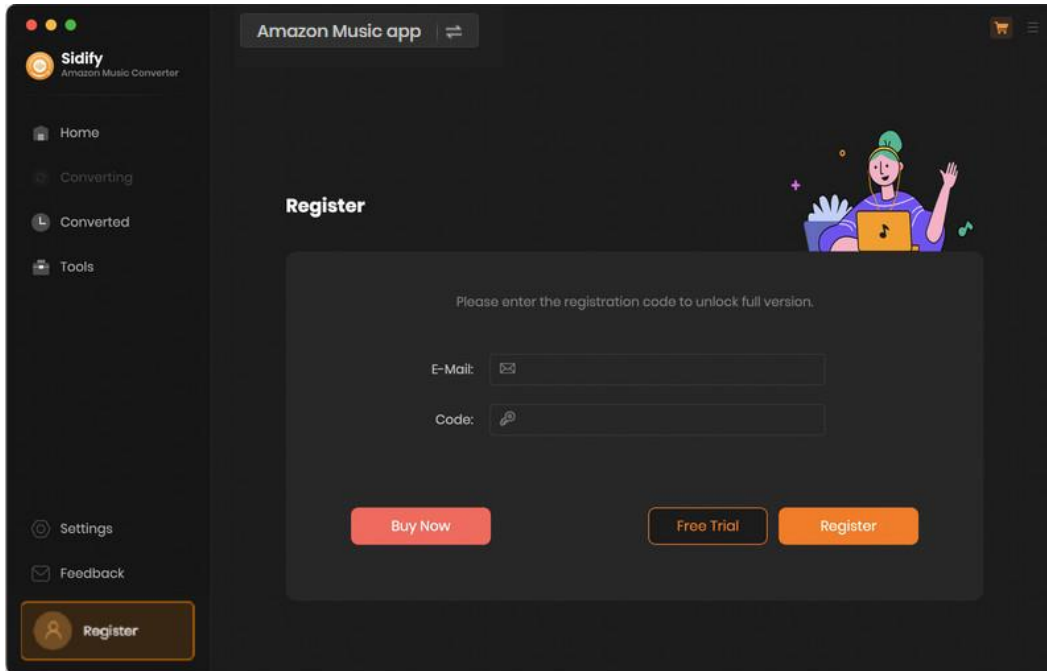 Sidify
Amazon Music Converter
Amazon Music app
Home
Converting
Converted
Tools
Settings
Feedback
Register
Register
Please enter the registration code to unlock full version.
E-Mail:
Code:
Buy Now
Free Trial
Register